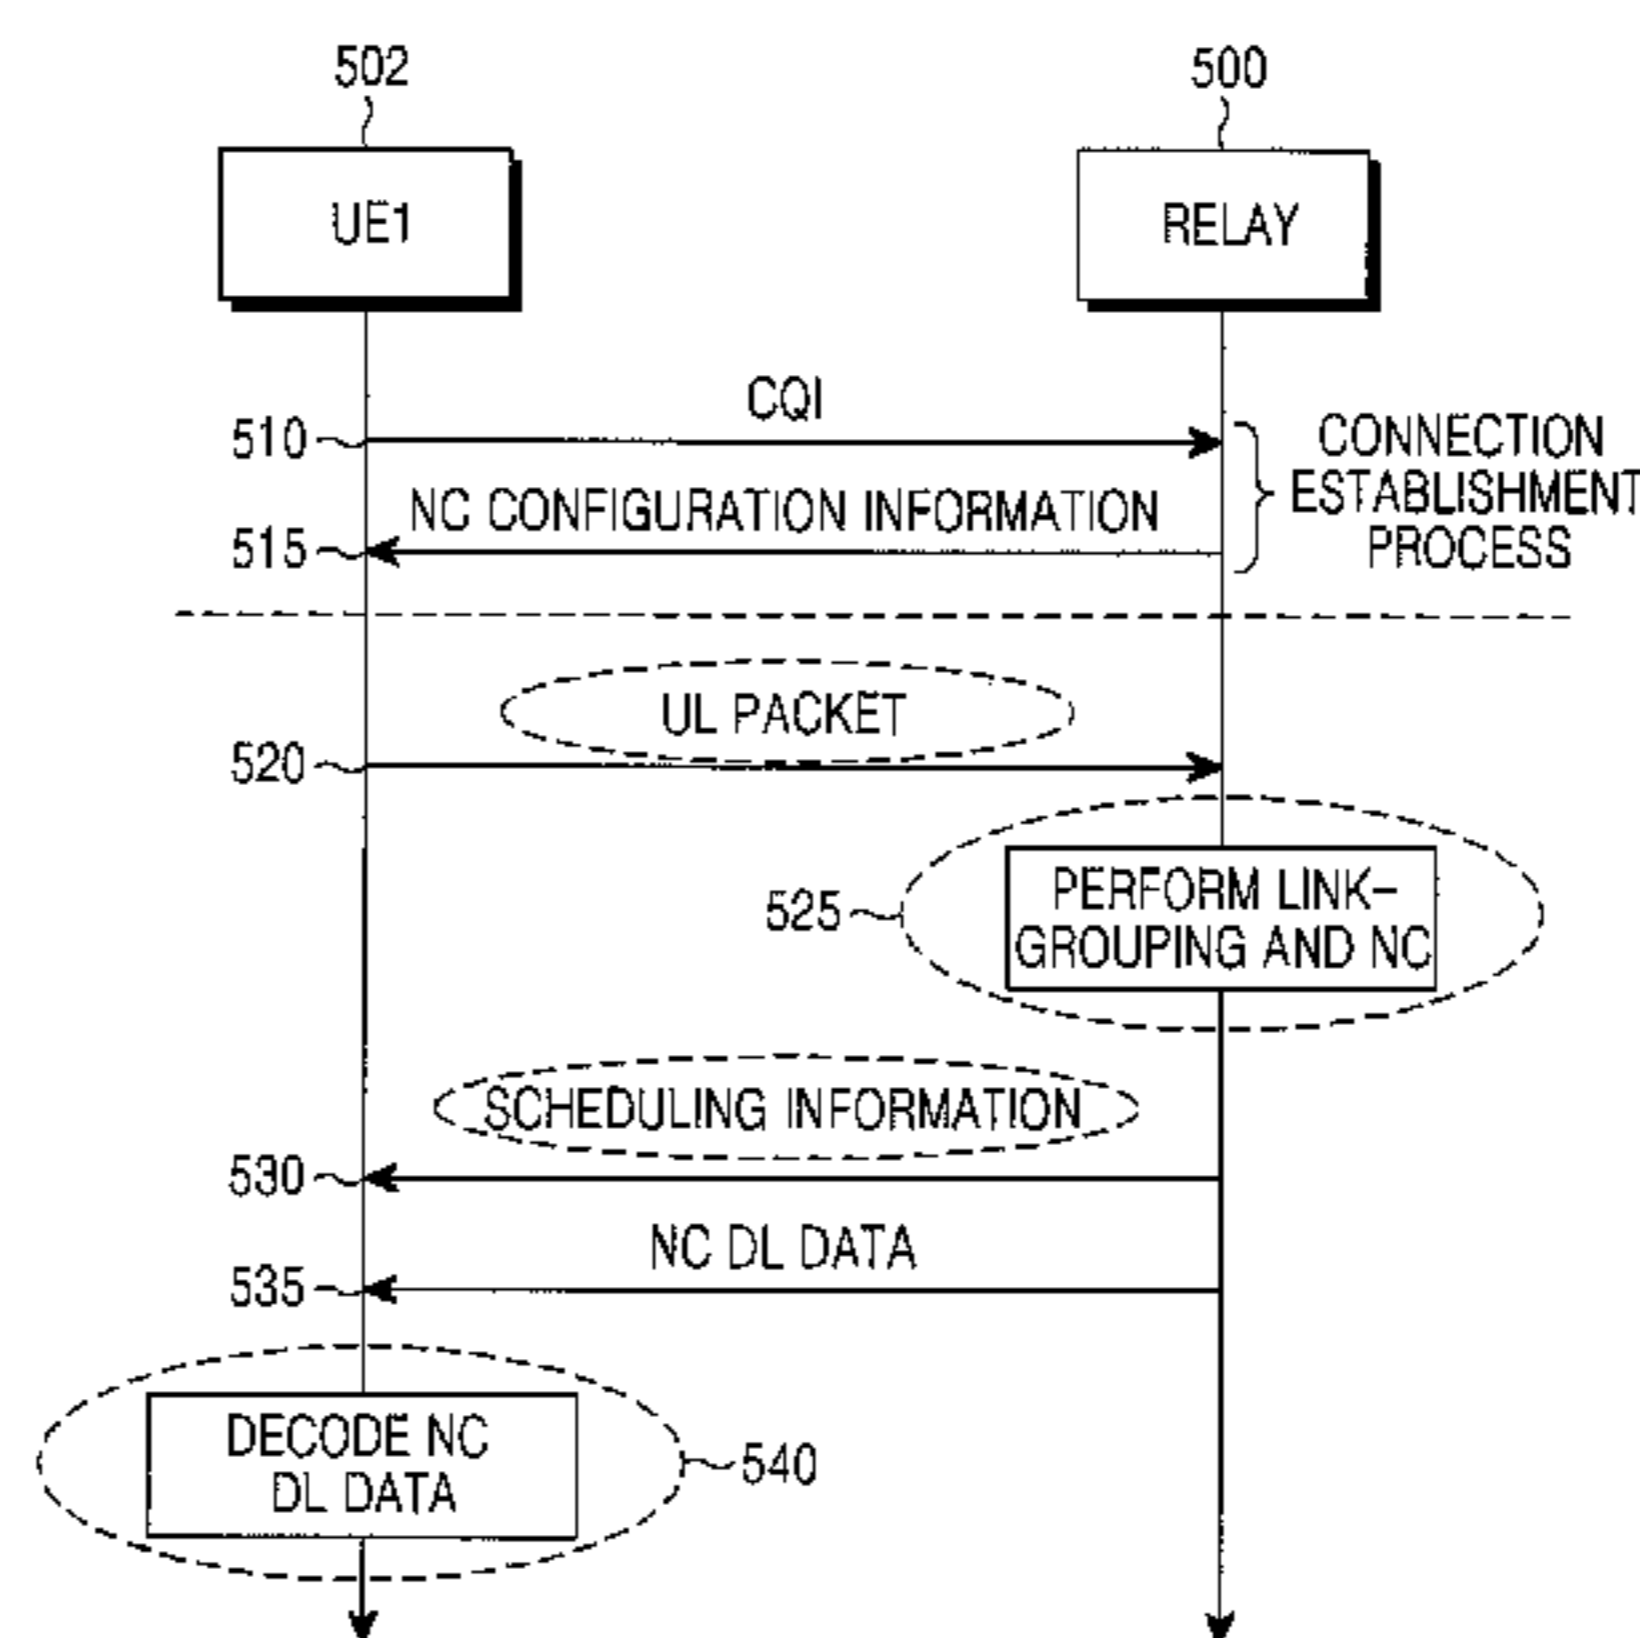 502
500
UE1
RELAY
CQI
510
CONNECTION
ESTABLISHMENT
PROCESS
NC CONFIGURATION INFORMATION
515
UL PACKET
520
PERFORM LINK-
GROUPING AND NC
525
SCHEDULING INFORMATION
530
NC DL DATA
535
DECODE NC
DL DATA
540